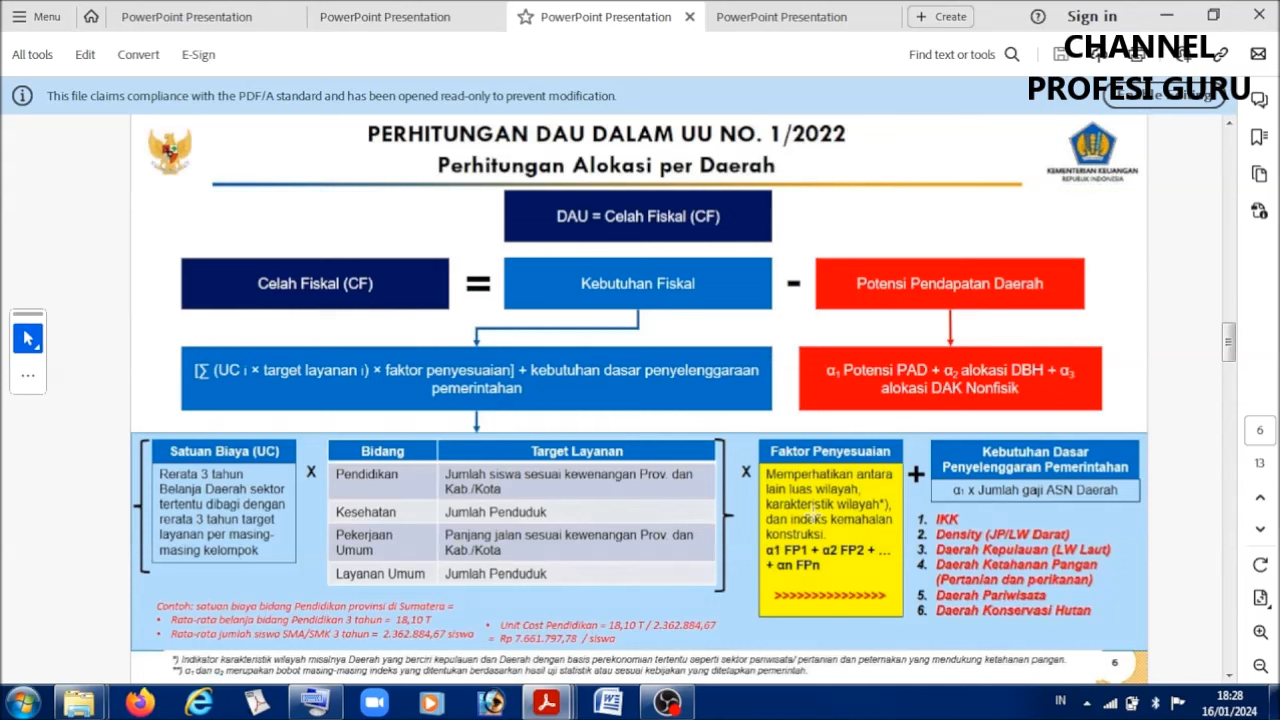 Menu
PowerPoint Presentation
PowerPoint Presentation
PowerPoint Presentation
PowerPoint Presentation
Create
Sign in
All tools
Edit
Convert
E-Sign
Find text or tools
CHANNEL
PROFESI GURU
This file claims compliance with the PDF/A standard and has been opened read-only to prevent modification.
PERHITUNGAN DAU DALAM UU NO. 1/2022
Perhitungan Alokasi per Daerah
KEMENTERIAN KEUANGAN
REPUBLIK INDONESIA
DAU = Celah Fiskal (CF)
Celah Fiskal (CF)
=
Kebutuhan Fiskal
-
Potensi Pendapatan Daerah
[∑ (UC i × target layanan i) × faktor penyesuaian] + kebutuhan dasar penyelenggaraan
pemerintahan
α1 Potensi PAD + α2 alokasi DBH + α3
alokasi DAK Nonfisik
Satuan Biaya (UC)
Rerata 3 tahun
Belanja Daerah sektor
tertentu dibagi dengan
rerata 3 tahun target
layanan per masing-
masing kelompok
X
Bidang
Target Layanan
Pendidikan
Jumlah siswa sesuai kewenangan Prov. dan
Kab./Kota
Kesehatan
Jumlah Penduduk
Pekerjaan
Umum
Panjang jalan sesuai kewenangan Prov. dan
Kab./Kota
Layanan Umum
Jumlah Penduduk
X
Faktor Penyesuaian
Memperhatikan antara
lain luas wilayah,
karakteristik wilayah*),
dan indeks kemahalan
konstruksi.
α1 FP1 + α2 FP2 + ...
+ αn FPn
>>>>>>>>>>>>>>>
+
Kebutuhan Dasar
Penyelenggaran Pemerintahan
α1 x Jumlah gaji ASN Daerah
1. IKK
2. Density (JP/LW Darat)
3. Daerah Kepulauan (LW Laut)
4. Daerah Ketahanan Pangan
(Pertanian dan perikanan)
5. Daerah Pariwisata
6. Daerah Konservasi Hutan
Contoh: satuan biaya bidang Pendidikan provinsi di Sumatera =
• Rata-rata belanja bidang Pendidikan 3 tahun = 18,10 T
• Rata-rata jumlah siswa SMA/SMK 3 tahun = 2.362.884,67 siswa
• Unit Cost Pendidikan = 18,10 T / 2.362.884,67
= Rp 7.661.797,78 / siswa
*) Indikator karakteristik wilayah misalnya Daerah yang berciri kepulauan dan Daerah dengan basis perekonomian tertentu seperti sektor pariwisata/ pertanian dan peternakan yang mendukung ketahanan pangan.
**) α1 dan α2 merupakan bobot masing-masing indeks yang ditentukan berdasarkan hasil uji statistik atau sesuai kebijakan yang ditetapkan pemerintah.
6
6
13
IN
18:28
16/01/2024